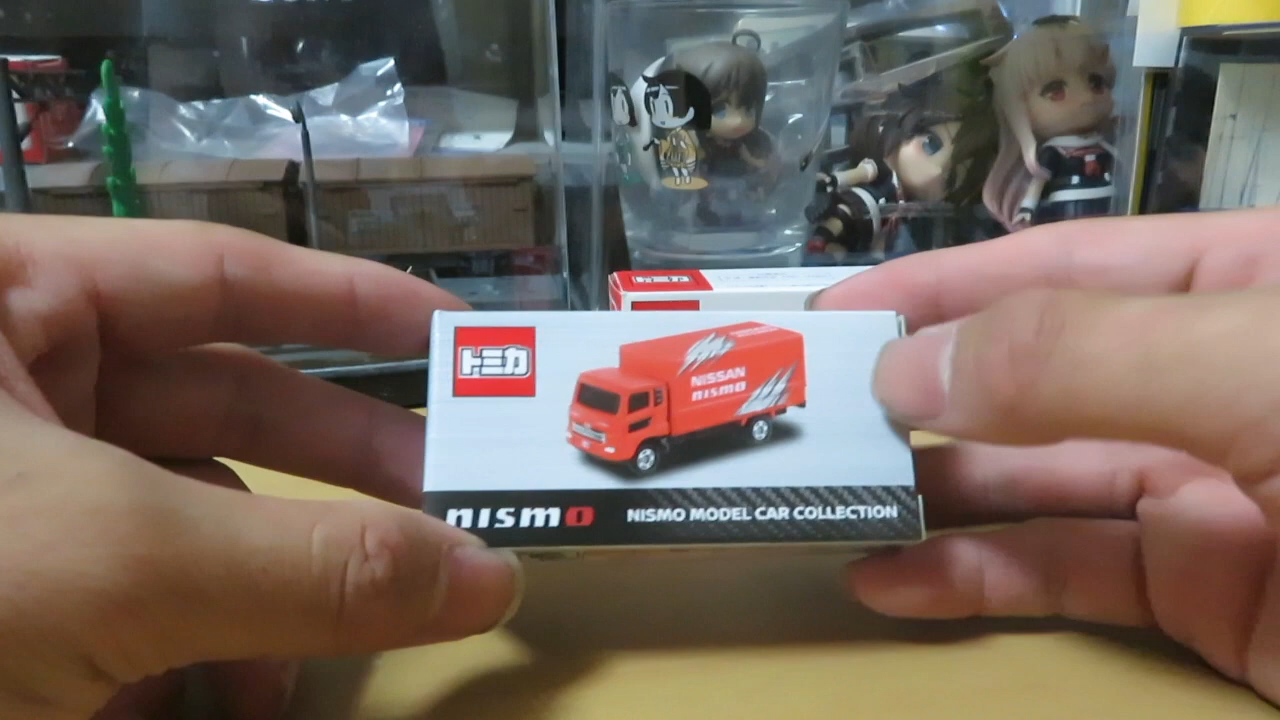 トミカ
トミカ
NISSAN
nismo
nismo
NISMO MODEL CAR COLLECTION